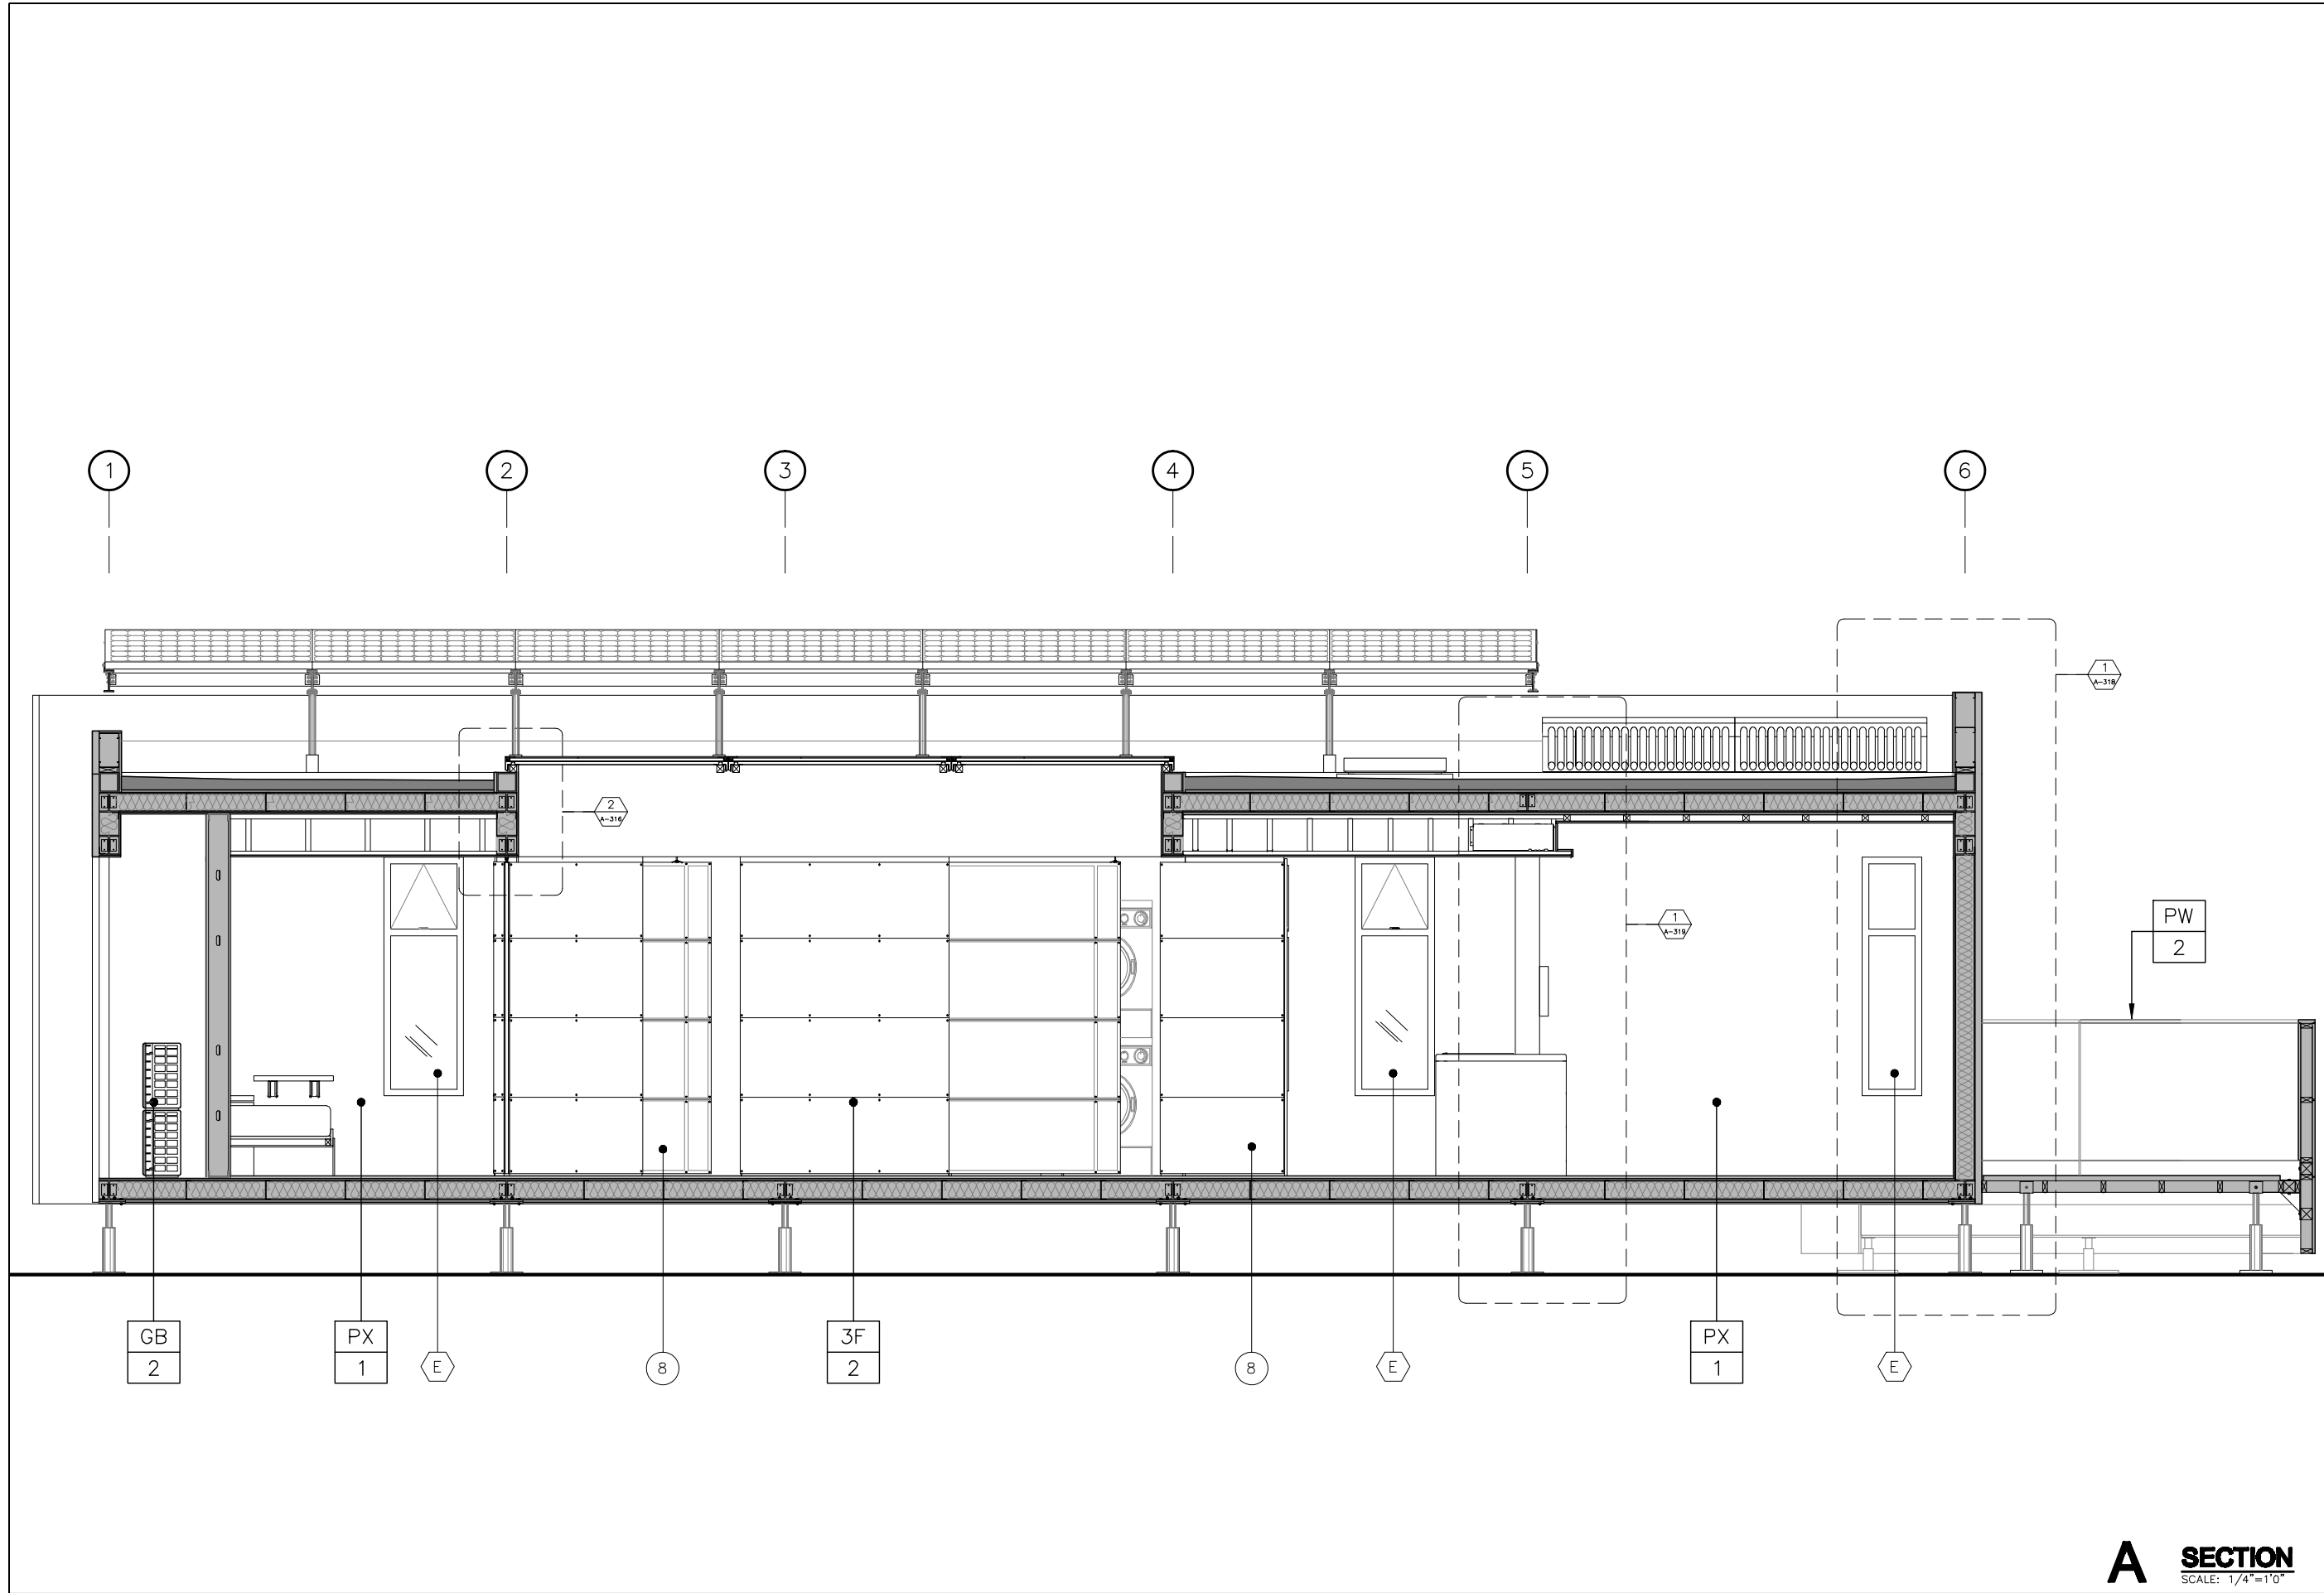 1 2 3 4 5 6
1
A-318
2
A-316
1
A-319
PW
2
GB
2
PX
1
E
8
3F
2
8
E
PX
1
E
A SECTION
SCALE: 1/4"=1'0"